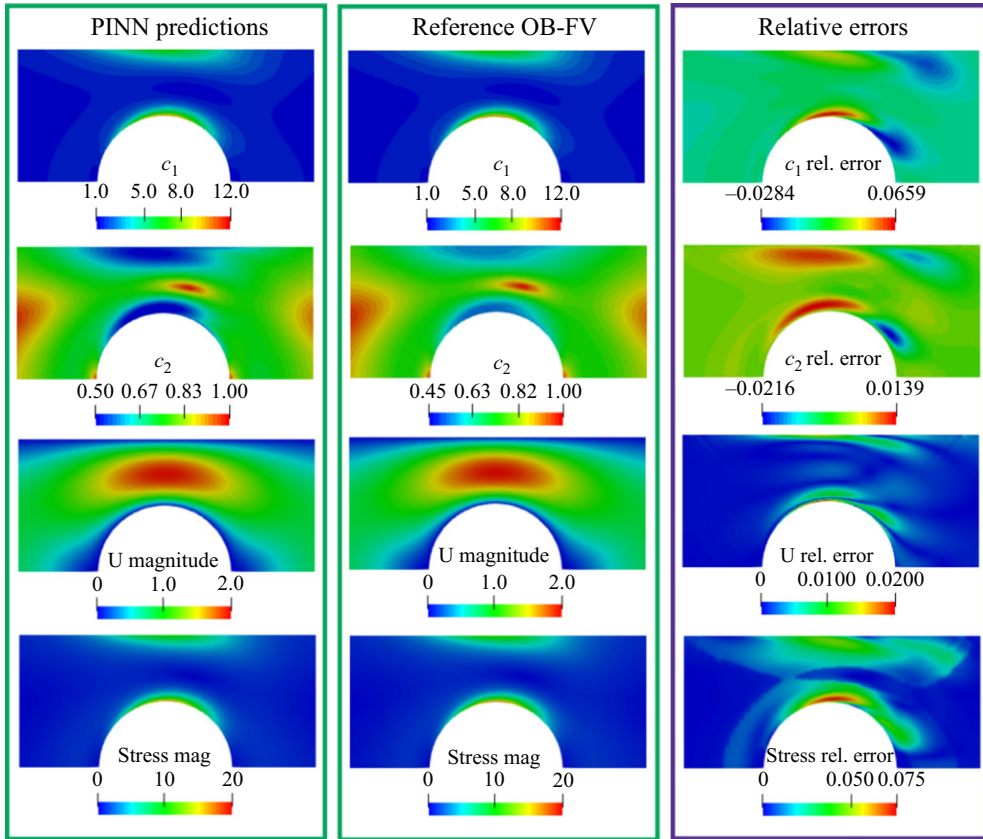 PINN predictions
Reference OB-FV
Relative errors
c1
1.0 5.0 8.0 12.0
c1
1.0 5.0 8.0 12.0
c1 rel. error
−0.0284 0.0659
c2
0.50 0.67 0.83 1.00
c2
0.45 0.63 0.82 1.00
c2 rel. error
−0.0216 0.0139
U magnitude
0 1.0 2.0
U magnitude
0 1.0 2.0
U rel. error
0 0.0100 0.0200
Stress mag
0 10 20
Stress mag
0 10 20
Stress rel. error
0 0.050 0.075